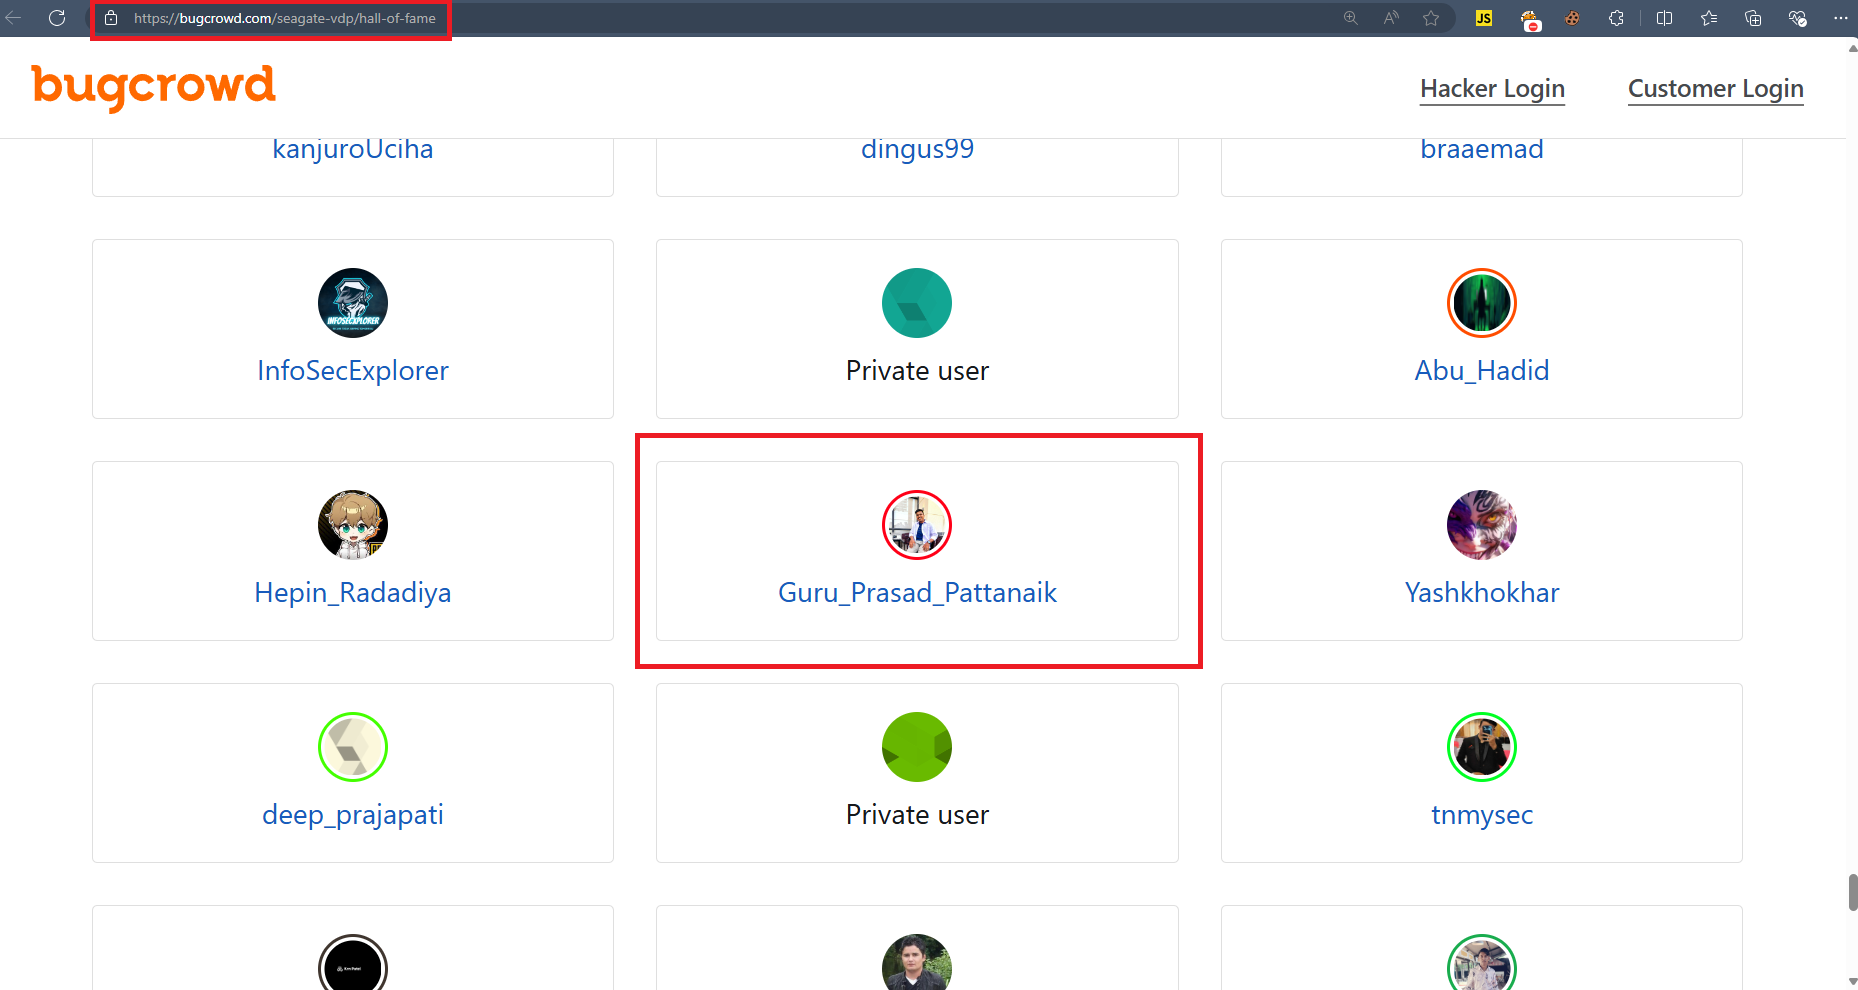 https://bugcrowd.com/seagate-vdp/hall-of-fame
JS
bugcrowd
Hacker Login
Customer Login
kanjuroUciha
dingus99
braaemad
INFOSECXPLORER
InfoSecExplorer
Private user
Abu_Hadid
Hepin_Radadiya
Guru_Prasad_Pattanaik
Yashkhokhar
deep_prajapati
Private user
tnmysec